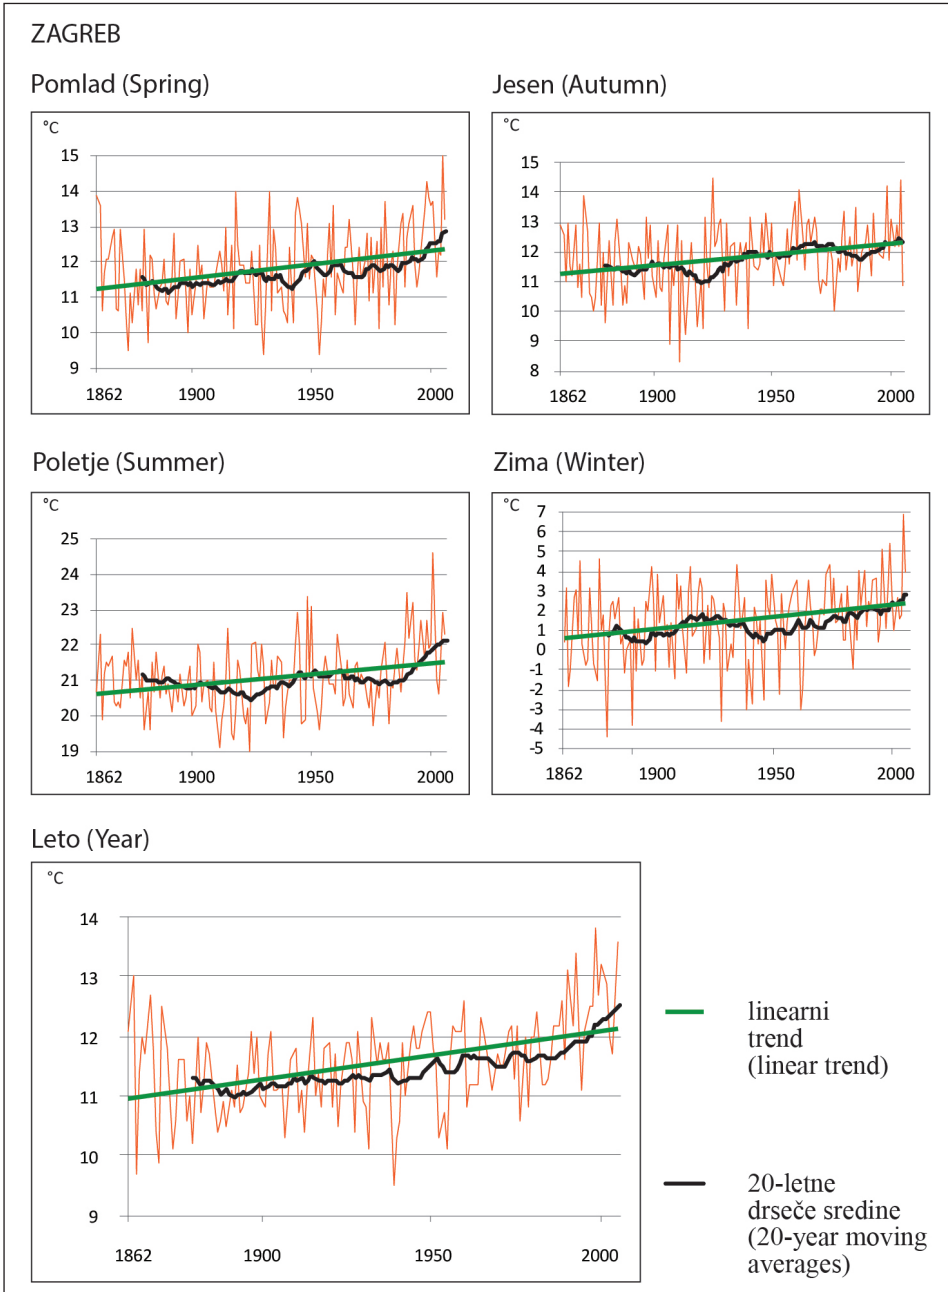 ZAGREB
Pomlad (Spring)
°C
15
14
13
12
11
10
9
1862 1900 1950 2000
Jesen (Autumn)
°C
15
14
13
12
11
10
9
8
1862 1900 1950 2000
Poletje (Summer)
°C
25
24
23
22
21
20
19
1862 1900 1950 2000
Zima (Winter)
°C
7
6
5
4
3
2
1
0
-1
-2
-3
-4
-5
1862 1900 1950 2000
Leto (Year)
°C
14
13
12
11
10
9
1862 1900 1950 2000
linearni
trend
(linear trend)
20-letne
drseče sredine
(20-year moving
averages)